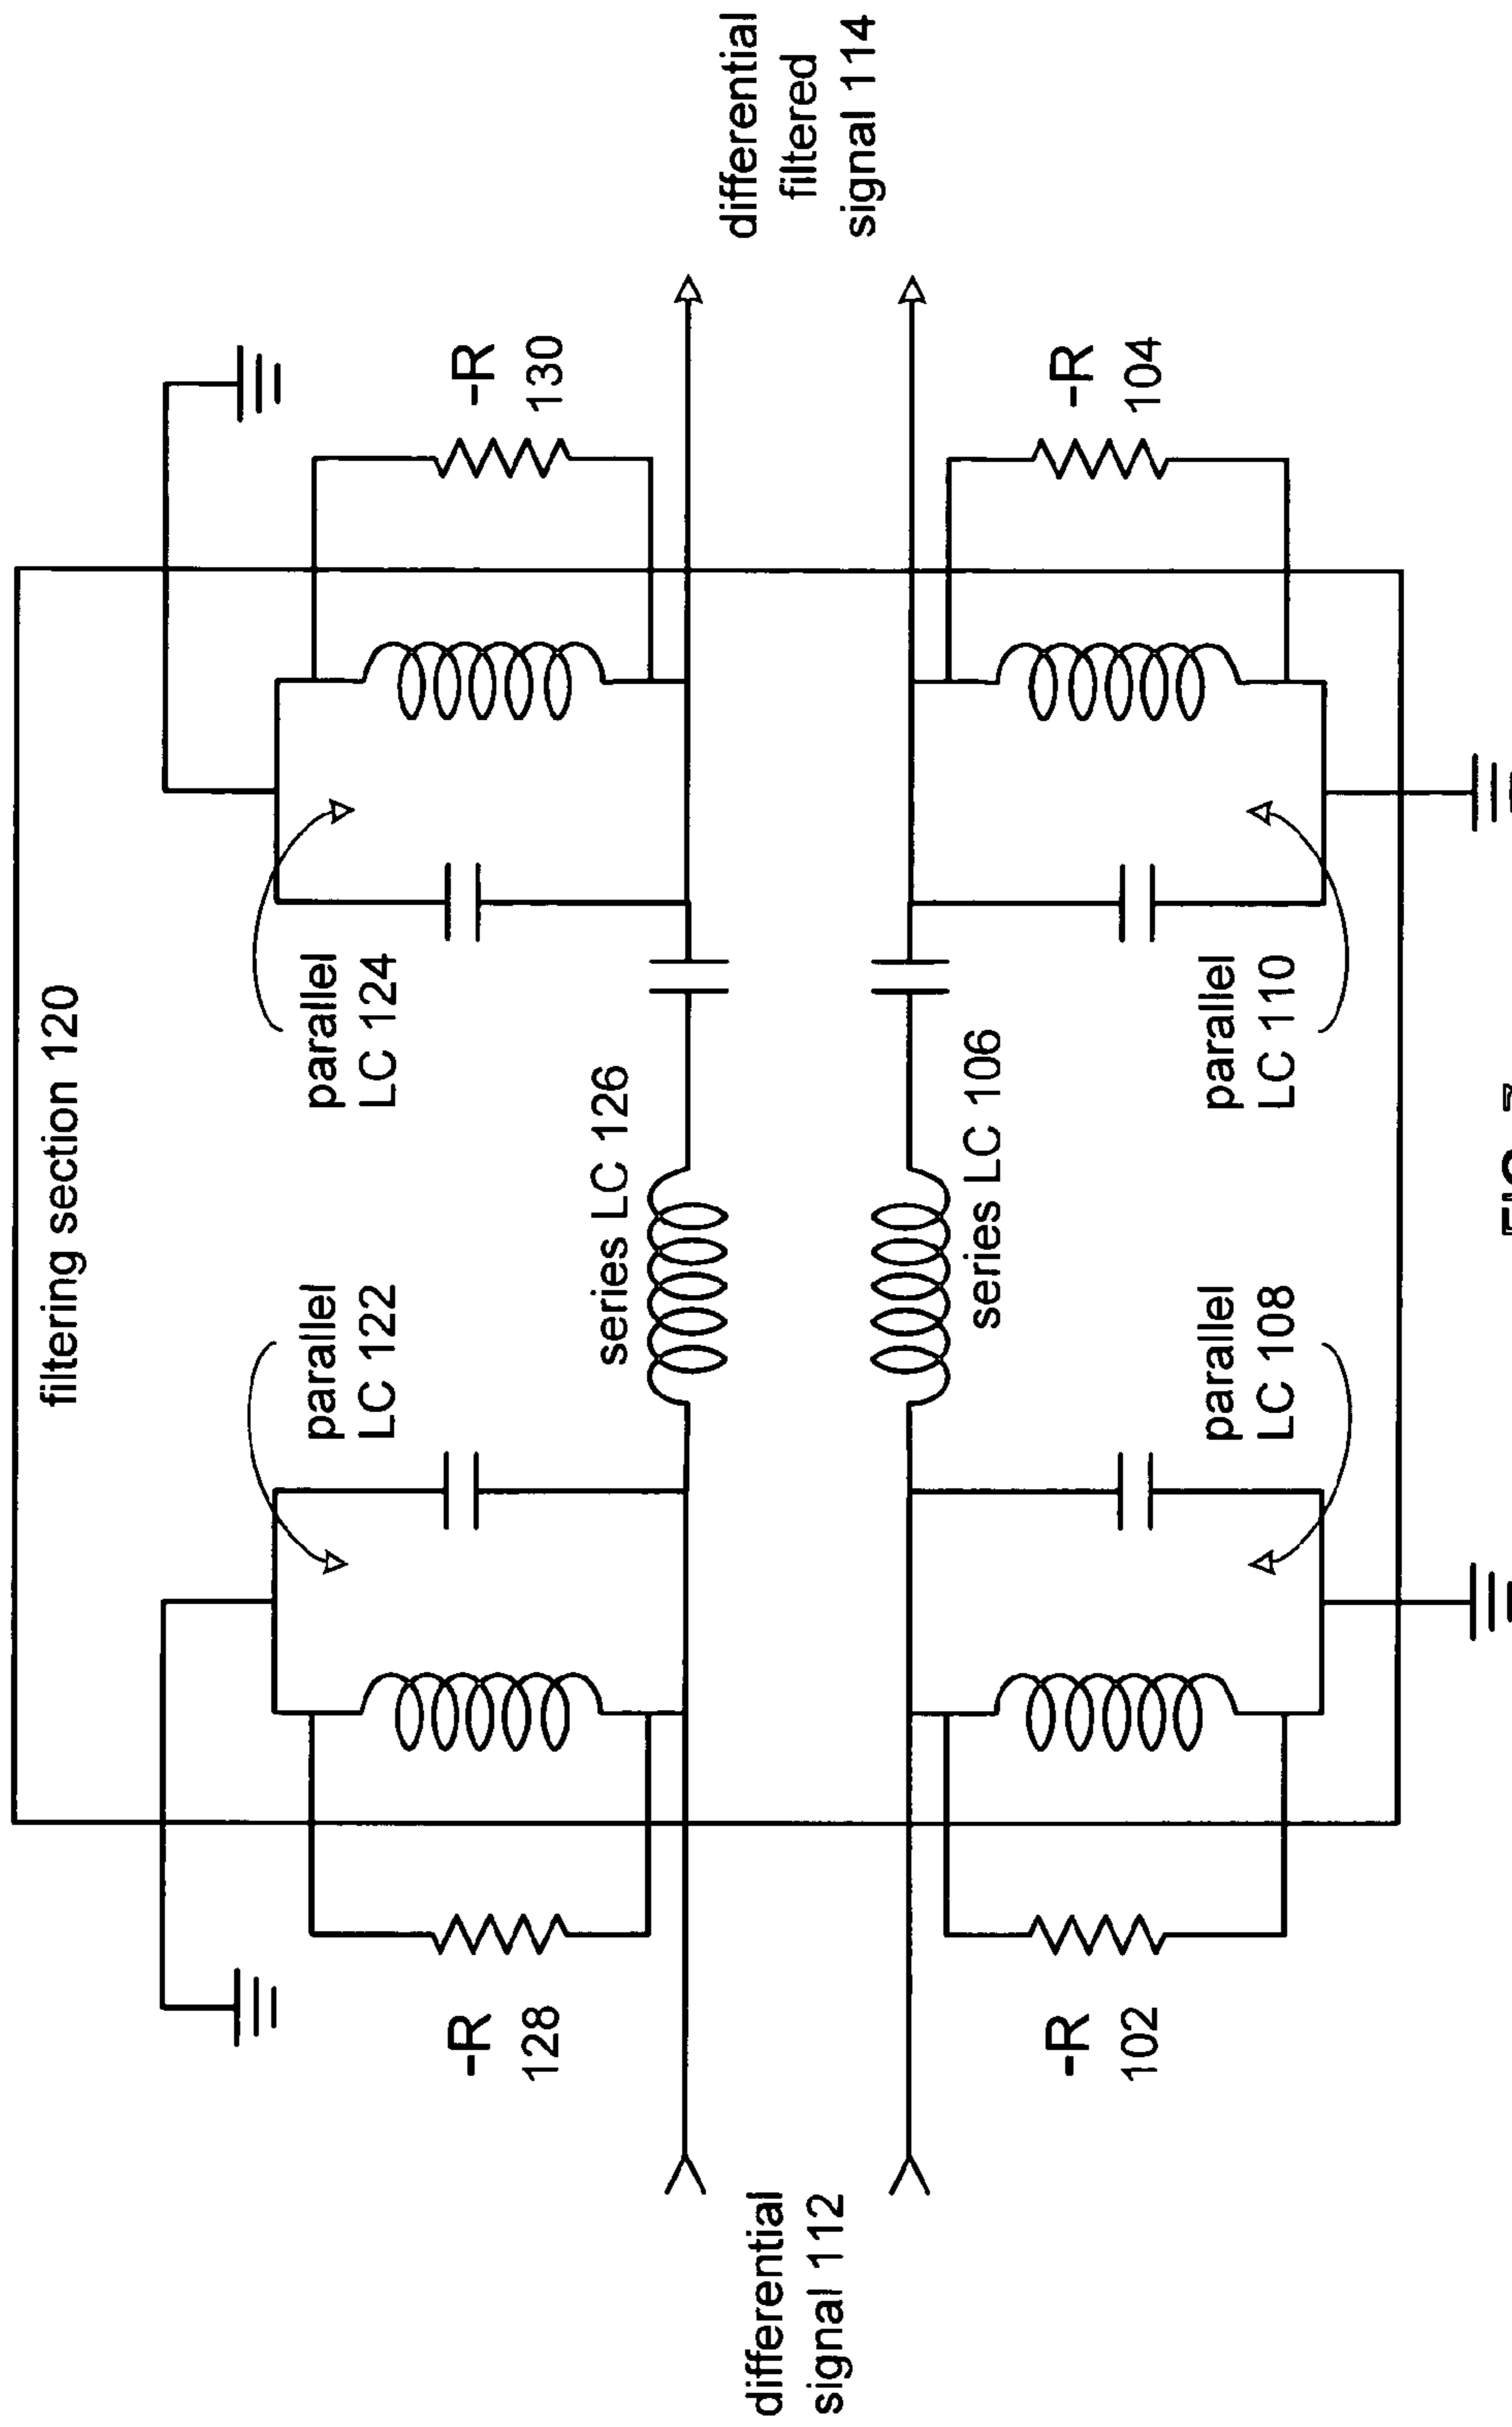 filtering section 120
parallel
LC 122
parallel
LC 124
-R
128
-R
130
series LC 126
differential
signal 112
differential
filtered
signal 114
series LC 106
-R
102
-R
104
parallel
LC 108
parallel
LC 110